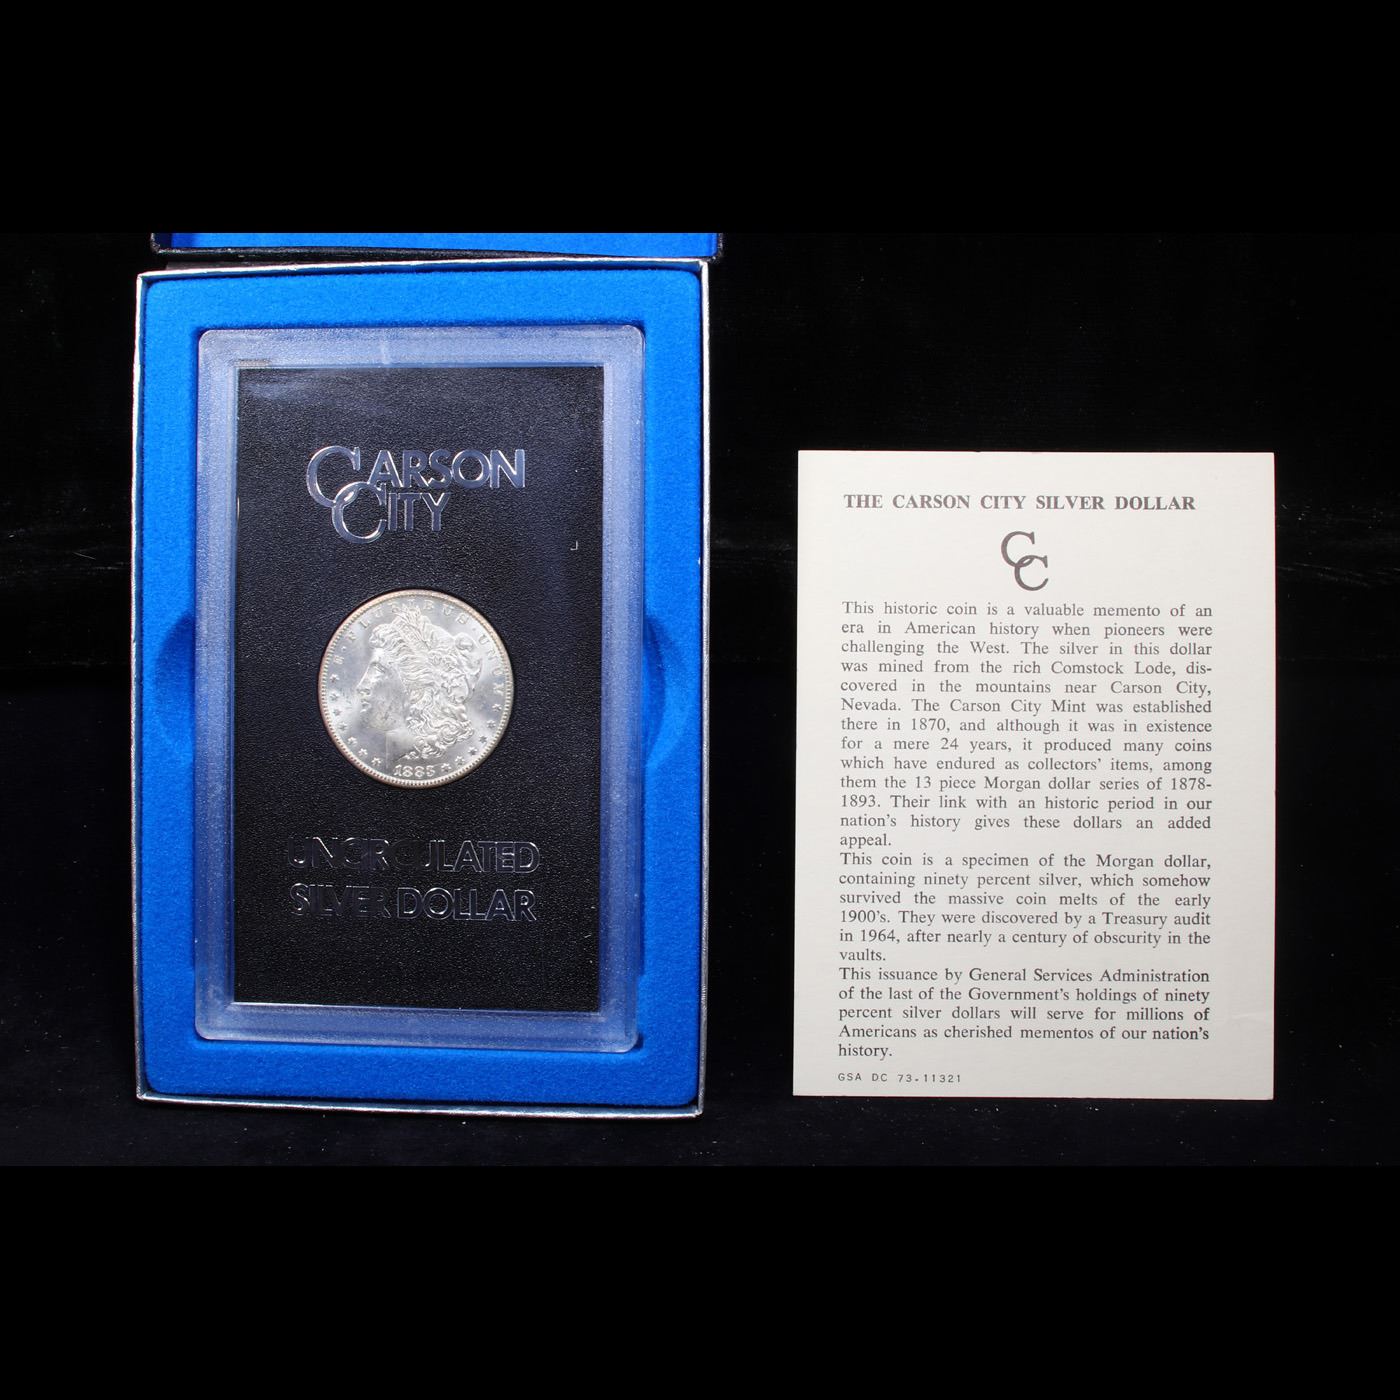 CARSON
CITY
E·PLURIBUS·UNUM
UNCIRCULATED
SILVER DOLLAR
THE CARSON CITY SILVER DOLLAR
CC
This historic coin is a valuable memento of an
era in American history when pioneers were
challenging the West. The silver in this dollar
was mined from the rich Comstock Lode, dis-
covered in the mountains near Carson City,
Nevada. The Carson City Mint was established
there in 1870, and although it was in existence
for a mere 24 years, it produced many coins
which have endured as collectors' items, among
them the 13 piece Morgan dollar series of 1878-
1893. Their link with an historic period in our
nation's history gives these dollars an added
appeal.
This coin is a specimen of the Morgan dollar,
containing ninety percent silver, which somehow
survived the massive coin melts of the early
1900's. They were discovered by a Treasury audit
in 1964, after nearly a century of obscurity in the
vaults.
This issuance by General Services Administration
of the last of the Government's holdings of ninety
percent silver dollars will serve for millions of
Americans as cherished mementos of our nation's
history.
GSA DC 73-11321